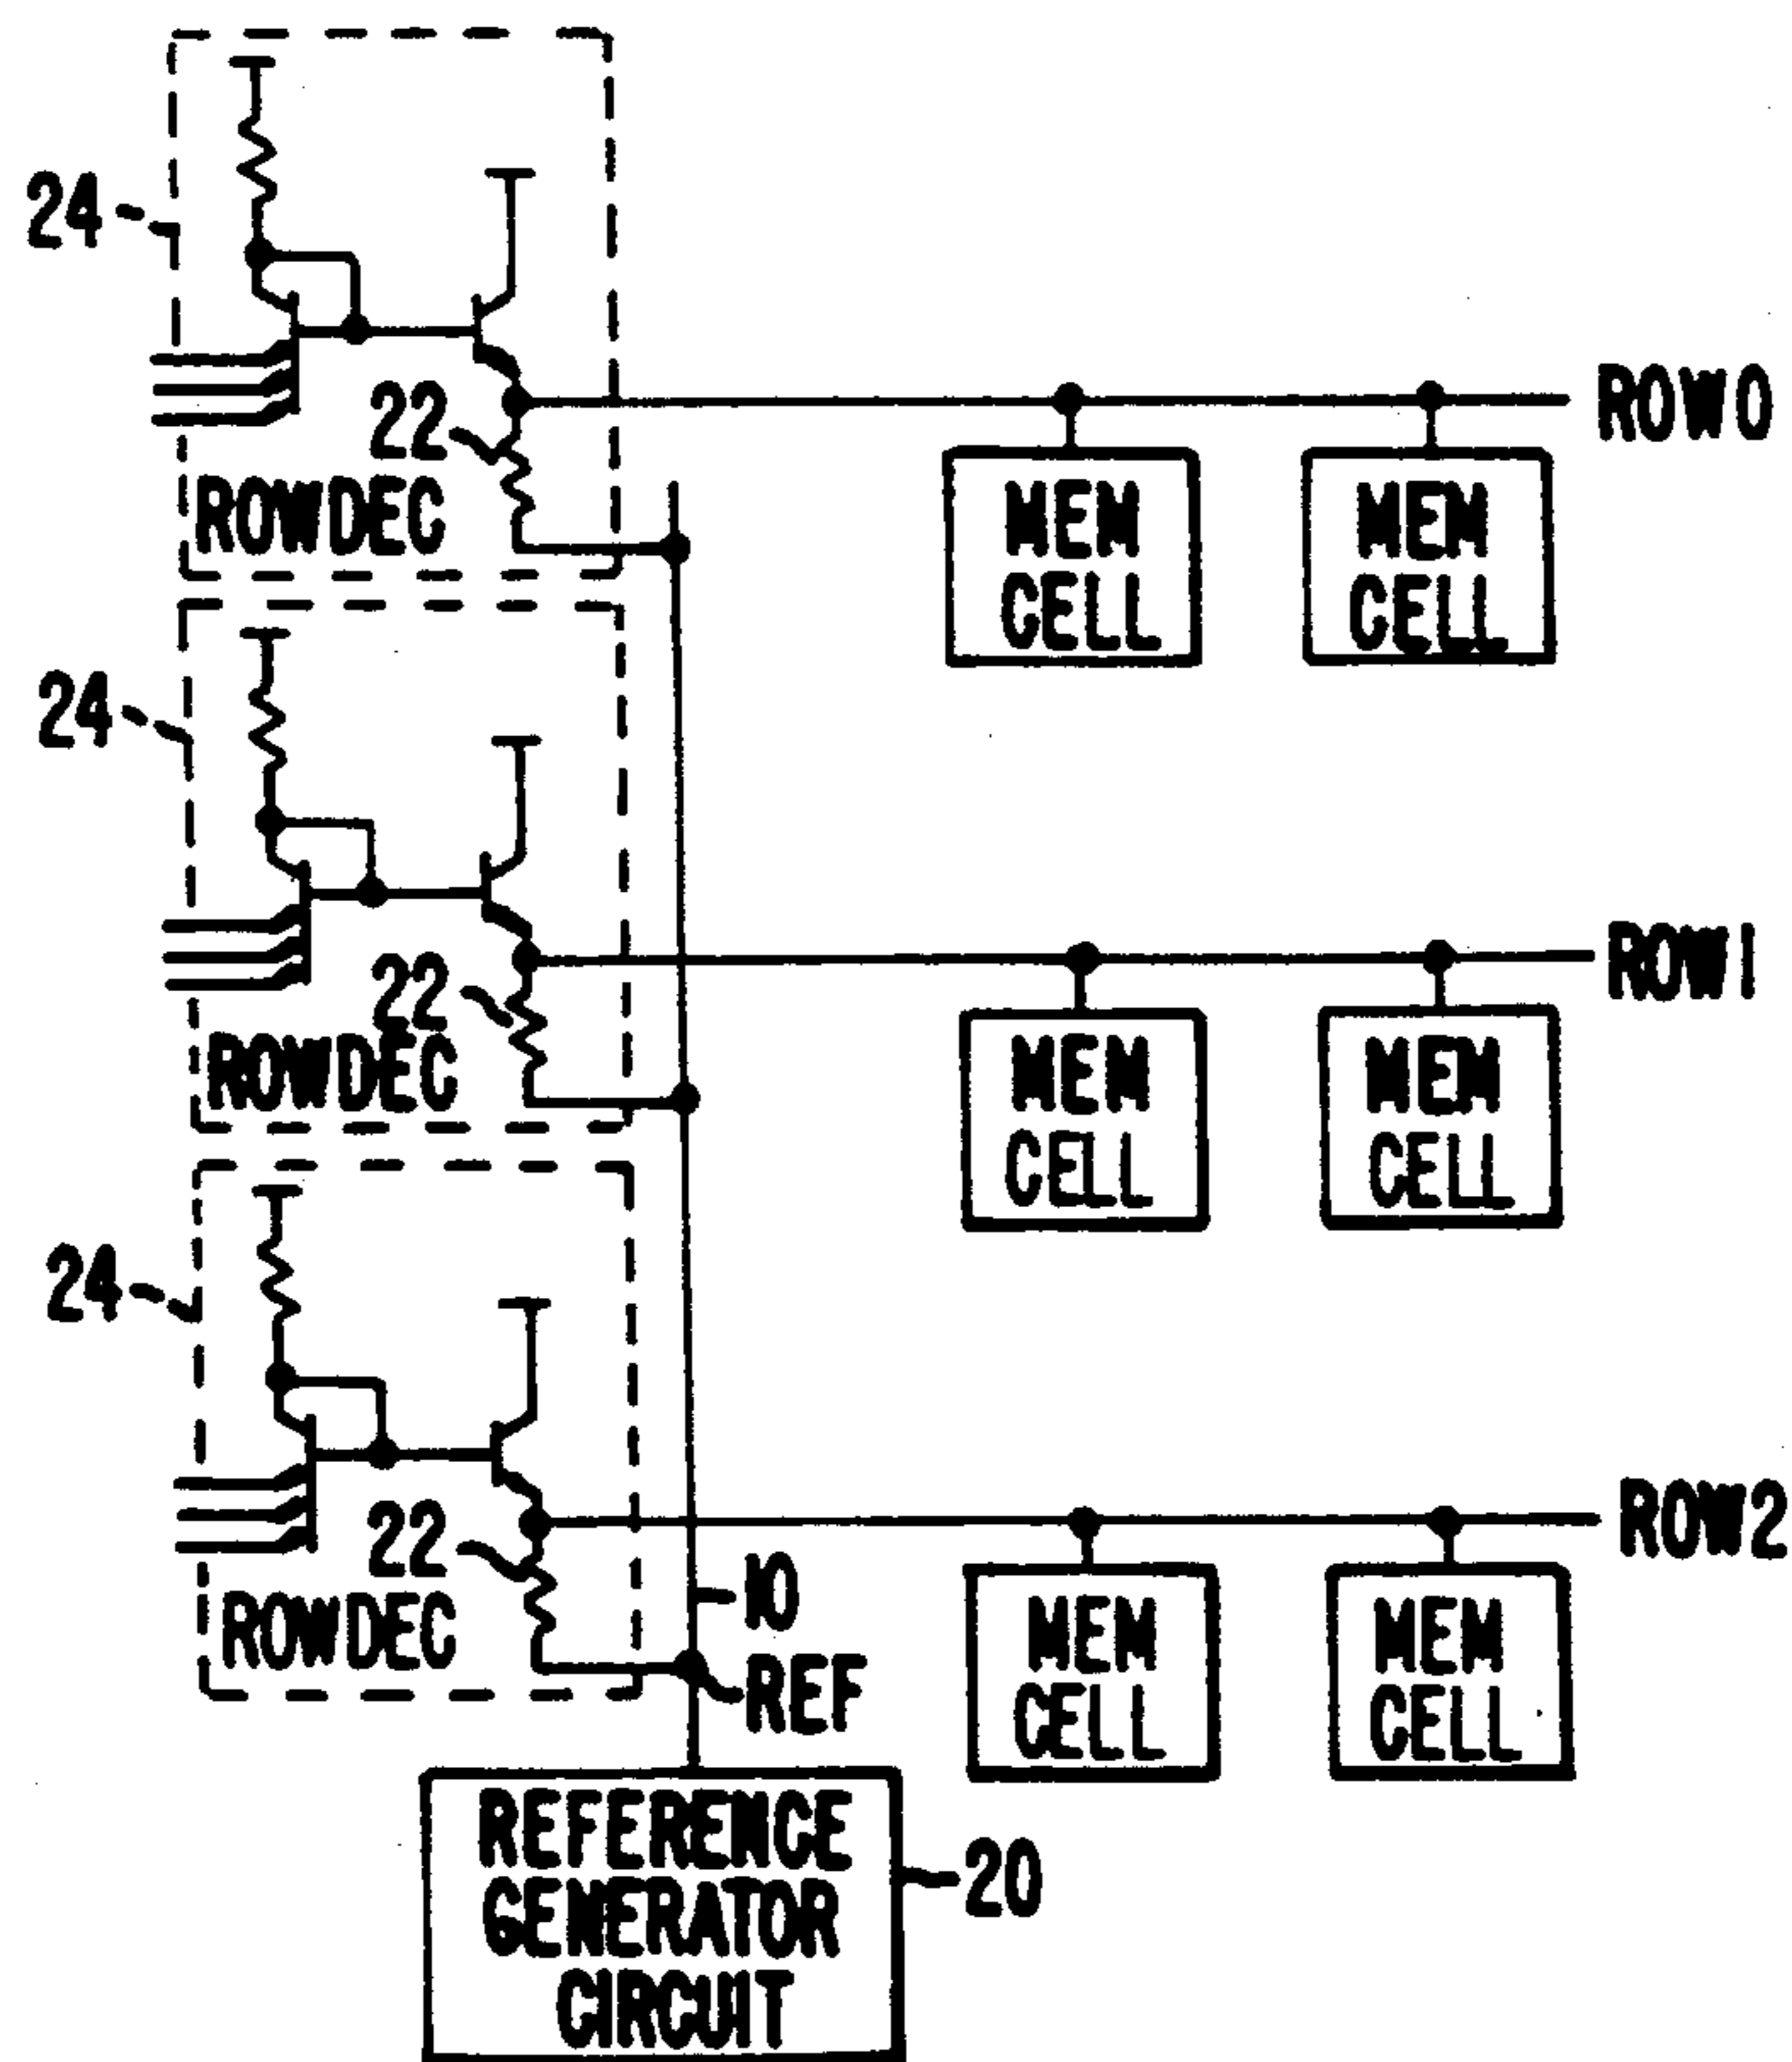 24
22
ROW0
ROWDEC
MEM
CELL
MEM
CELL
24
22
ROW1
ROWDEC
MEM
CELL
MEM
CELL
24
22
ROW2
ROWDEC
10
REF
MEM
CELL
MEM
CELL
REFERENCE
GENERATOR
CIRCUIT
20